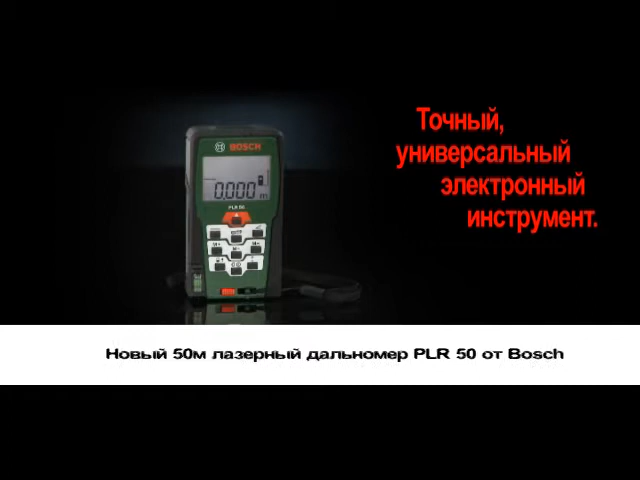 Точный,
универсальный
электронный
инструмент.
BOSCH
0.000 m
PLR 50
M+
M=
M+
Новый 50м лазерный дальномер PLR 50 от Bosch